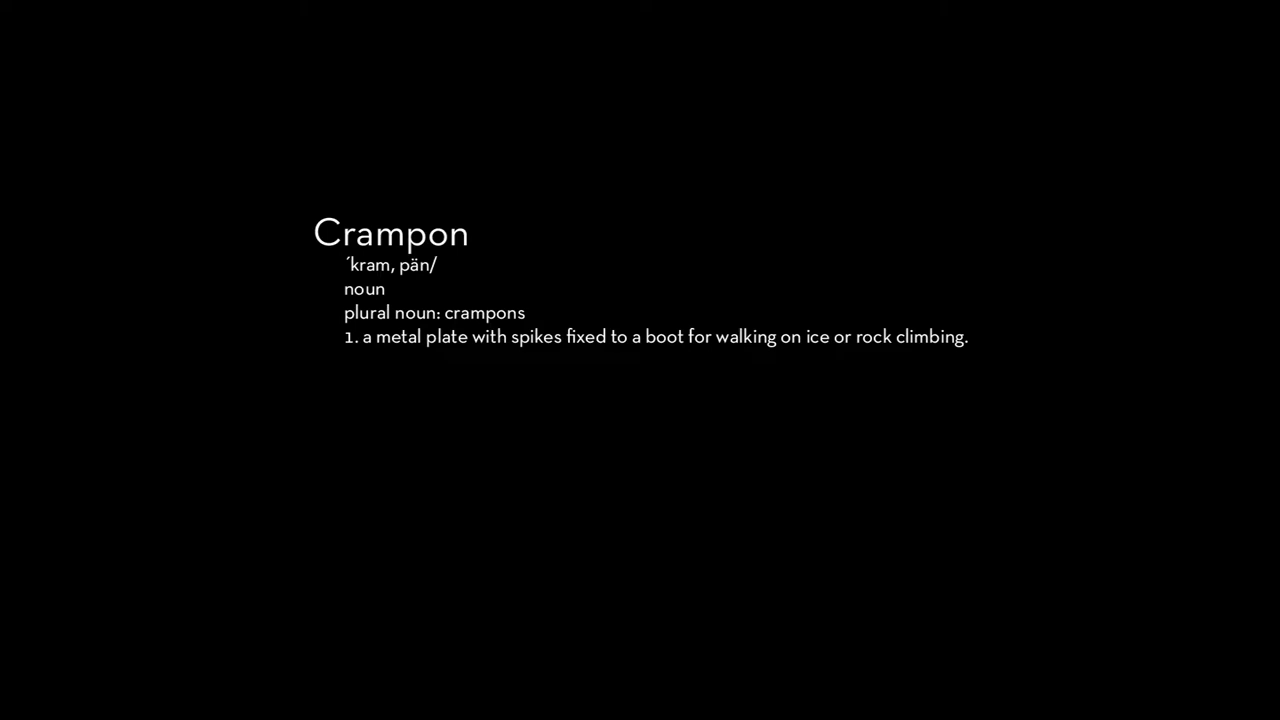 Crampon
´kram, pän/
noun
plural noun: crampons
1. a metal plate with spikes fixed to a boot for walking on ice or rock climbing.